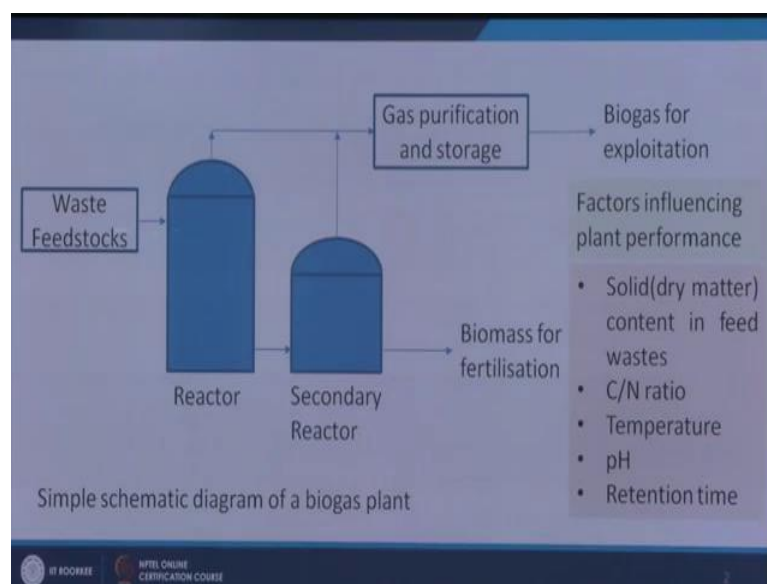 Gas purification
and storage
Biogas for
exploitation
Waste
Feedstocks
Factors influencing
plant performance
• Solid(dry matter)
content in feed
wastes
• C/N ratio
• Temperature
• pH
• Retention time
Biomass for
fertilisation
Reactor
Secondary
Reactor
Simple schematic diagram of a biogas plant
IIT ROORKEE
NPTEL ONLINE
CERTIFICATION COURSE
2